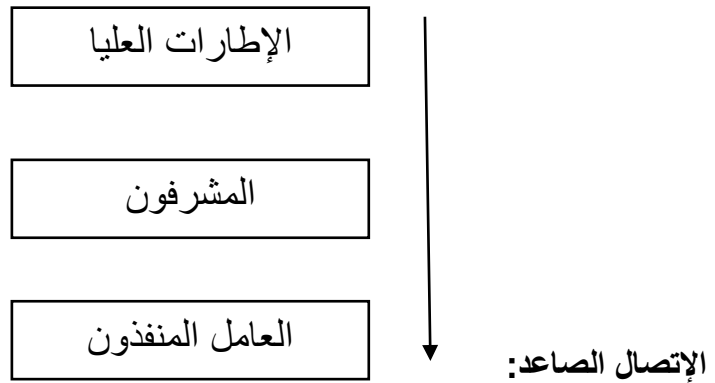 الإطارات العليا
المشرفون
العامل المنفذون
الإتصال الصاعد: